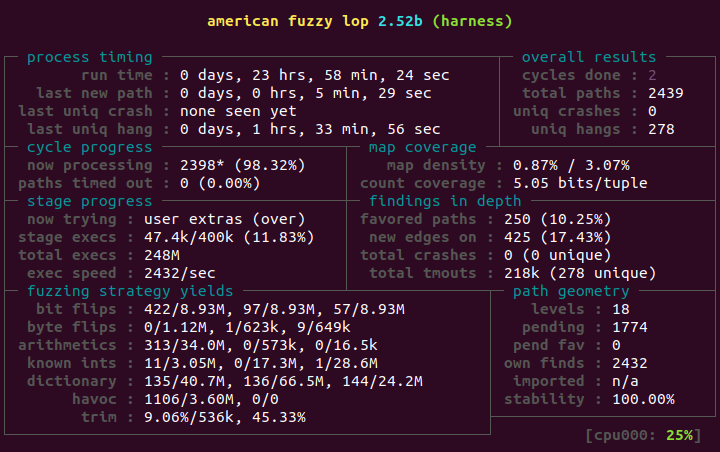 american fuzzy lop 2.52b (harness)
process timing overall results
run time : 0 days, 23 hrs, 58 min, 24 sec cycles done : 2
last new path : 0 days, 0 hrs, 5 min, 29 sec total paths : 2439
last uniq crash : none seen yet uniq crashes : 0
last uniq hang : 0 days, 1 hrs, 33 min, 56 sec uniq hangs : 278
cycle progress map coverage
now processing : 2398* (98.32%) map density : 0.87% / 3.07%
paths timed out : 0 (0.00%) count coverage : 5.05 bits/tuple
stage progress findings in depth
now trying : user extras (over) favored paths : 250 (10.25%)
stage execs : 47.4k/400k (11.83%) new edges on : 425 (17.43%)
total execs : 248M total crashes : 0 (0 unique)
exec speed : 2432/sec total tmouts : 218k (278 unique)
fuzzing strategy yields path geometry
bit flips : 422/8.93M, 97/8.93M, 57/8.93M levels : 18
byte flips : 0/1.12M, 1/623k, 9/649k pending : 1774
arithmetics : 313/34.0M, 0/573k, 0/16.5k pend fav : 0
known ints : 11/3.05M, 0/17.3M, 1/28.6M own finds : 2432
dictionary : 135/40.7M, 136/66.5M, 144/24.2M imported : n/a
havoc : 1106/3.60M, 0/0 stability : 100.00%
trim : 9.06%/536k, 45.33%
[cpu000: 25%]